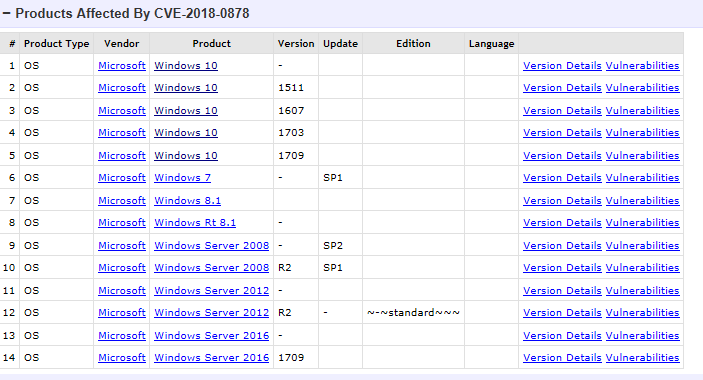 − Products Affected By CVE-2018-0878
# Product Type Vendor Product Version Update Edition Language
1 OS Microsoft Windows 10 - Version Details Vulnerabilities
2 OS Microsoft Windows 10 1511 Version Details Vulnerabilities
3 OS Microsoft Windows 10 1607 Version Details Vulnerabilities
4 OS Microsoft Windows 10 1703 Version Details Vulnerabilities
5 OS Microsoft Windows 10 1709 Version Details Vulnerabilities
6 OS Microsoft Windows 7 - SP1 Version Details Vulnerabilities
7 OS Microsoft Windows 8.1 Version Details Vulnerabilities
8 OS Microsoft Windows Rt 8.1 - Version Details Vulnerabilities
9 OS Microsoft Windows Server 2008 - SP2 Version Details Vulnerabilities
10 OS Microsoft Windows Server 2008 R2 SP1 Version Details Vulnerabilities
11 OS Microsoft Windows Server 2012 - Version Details Vulnerabilities
12 OS Microsoft Windows Server 2012 R2 - ~-~standard~~~ Version Details Vulnerabilities
13 OS Microsoft Windows Server 2016 - Version Details Vulnerabilities
14 OS Microsoft Windows Server 2016 1709 Version Details Vulnerabilities